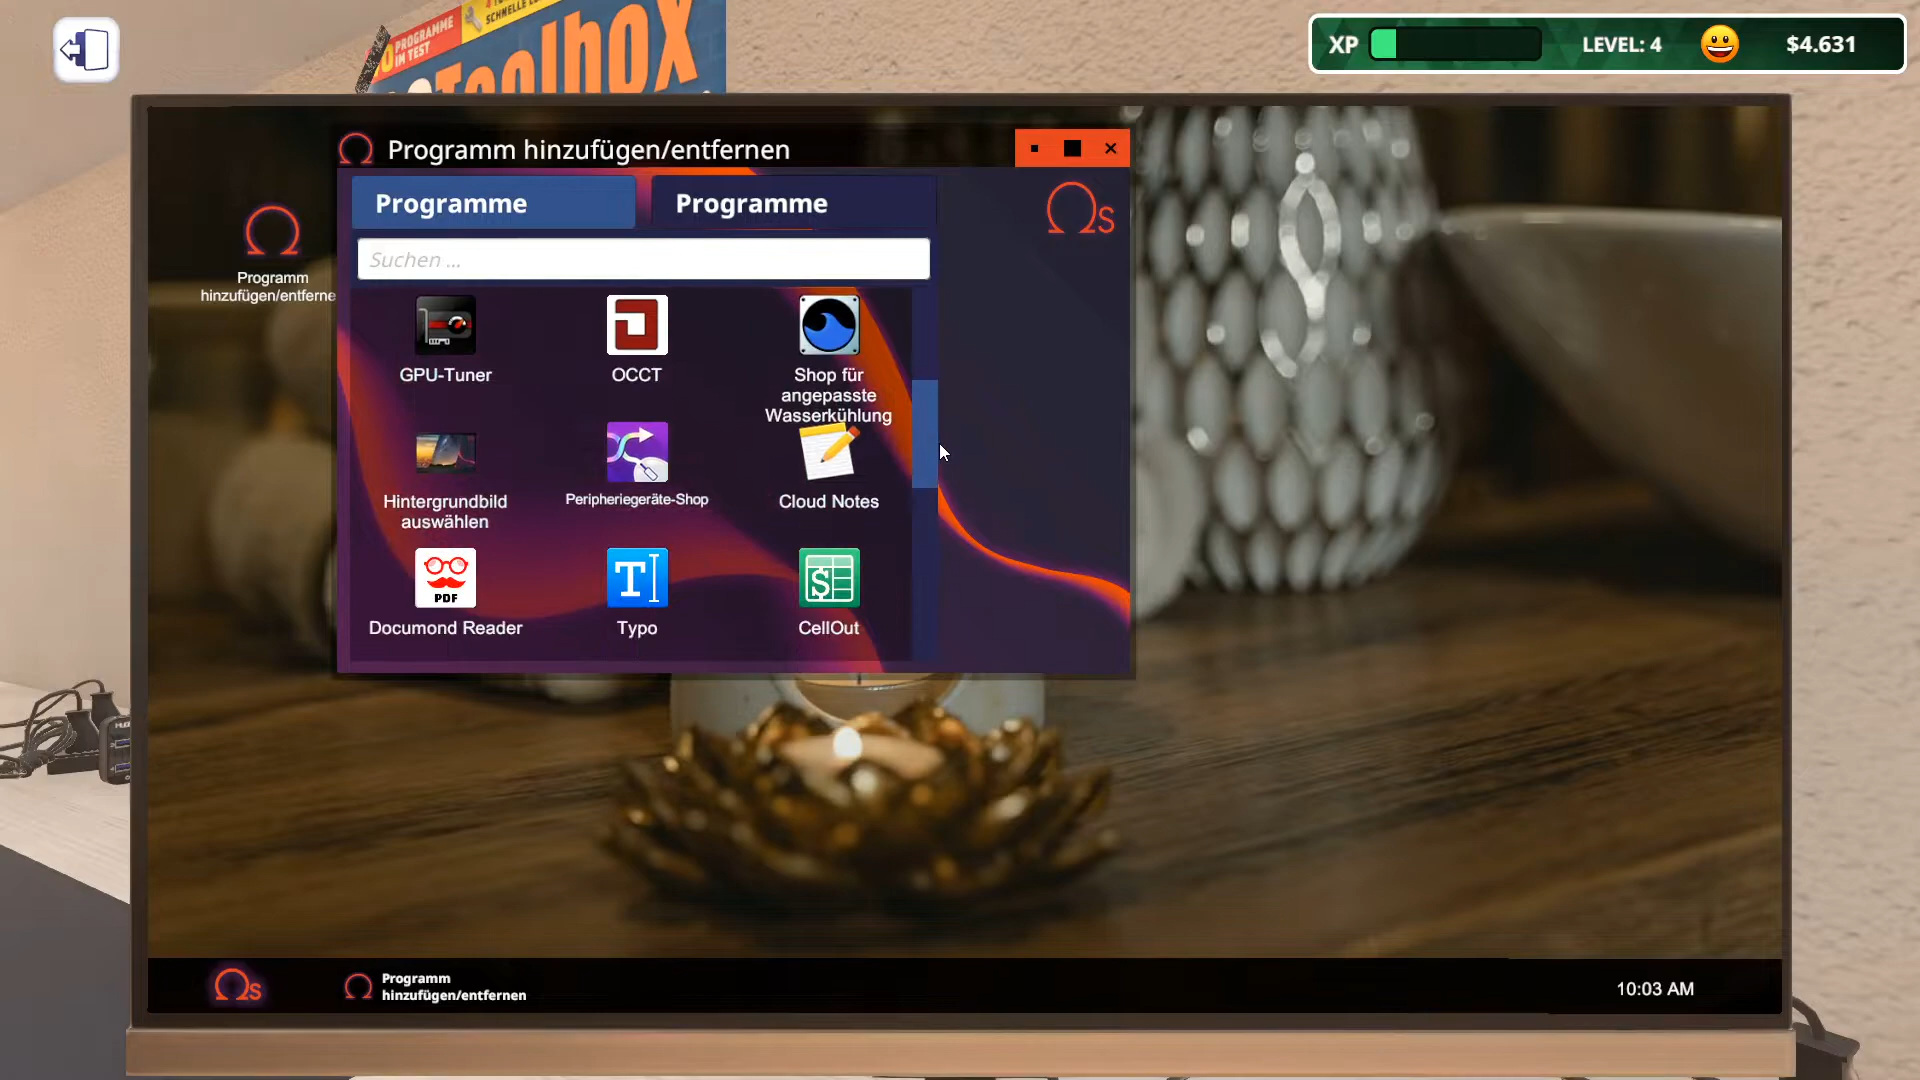 PROGRAMME
IM TEST
SCHNELLE
Toolbox
XP
LEVEL: 4
$4.631
Programm hinzufügen/entfernen
Programme
Programme
Suchen ...
Ωs
Programm
hinzufügen/entferne
GPU-Tuner
OCCT
Shop für
angepasste
Wasserkühlung
Hintergrundbild
auswählen
Peripheriegeräte-Shop
Cloud Notes
PDF
Documond Reader
T
Typo
$
CellOut
Ωs
Programm
hinzufügen/entfernen
10:03 AM